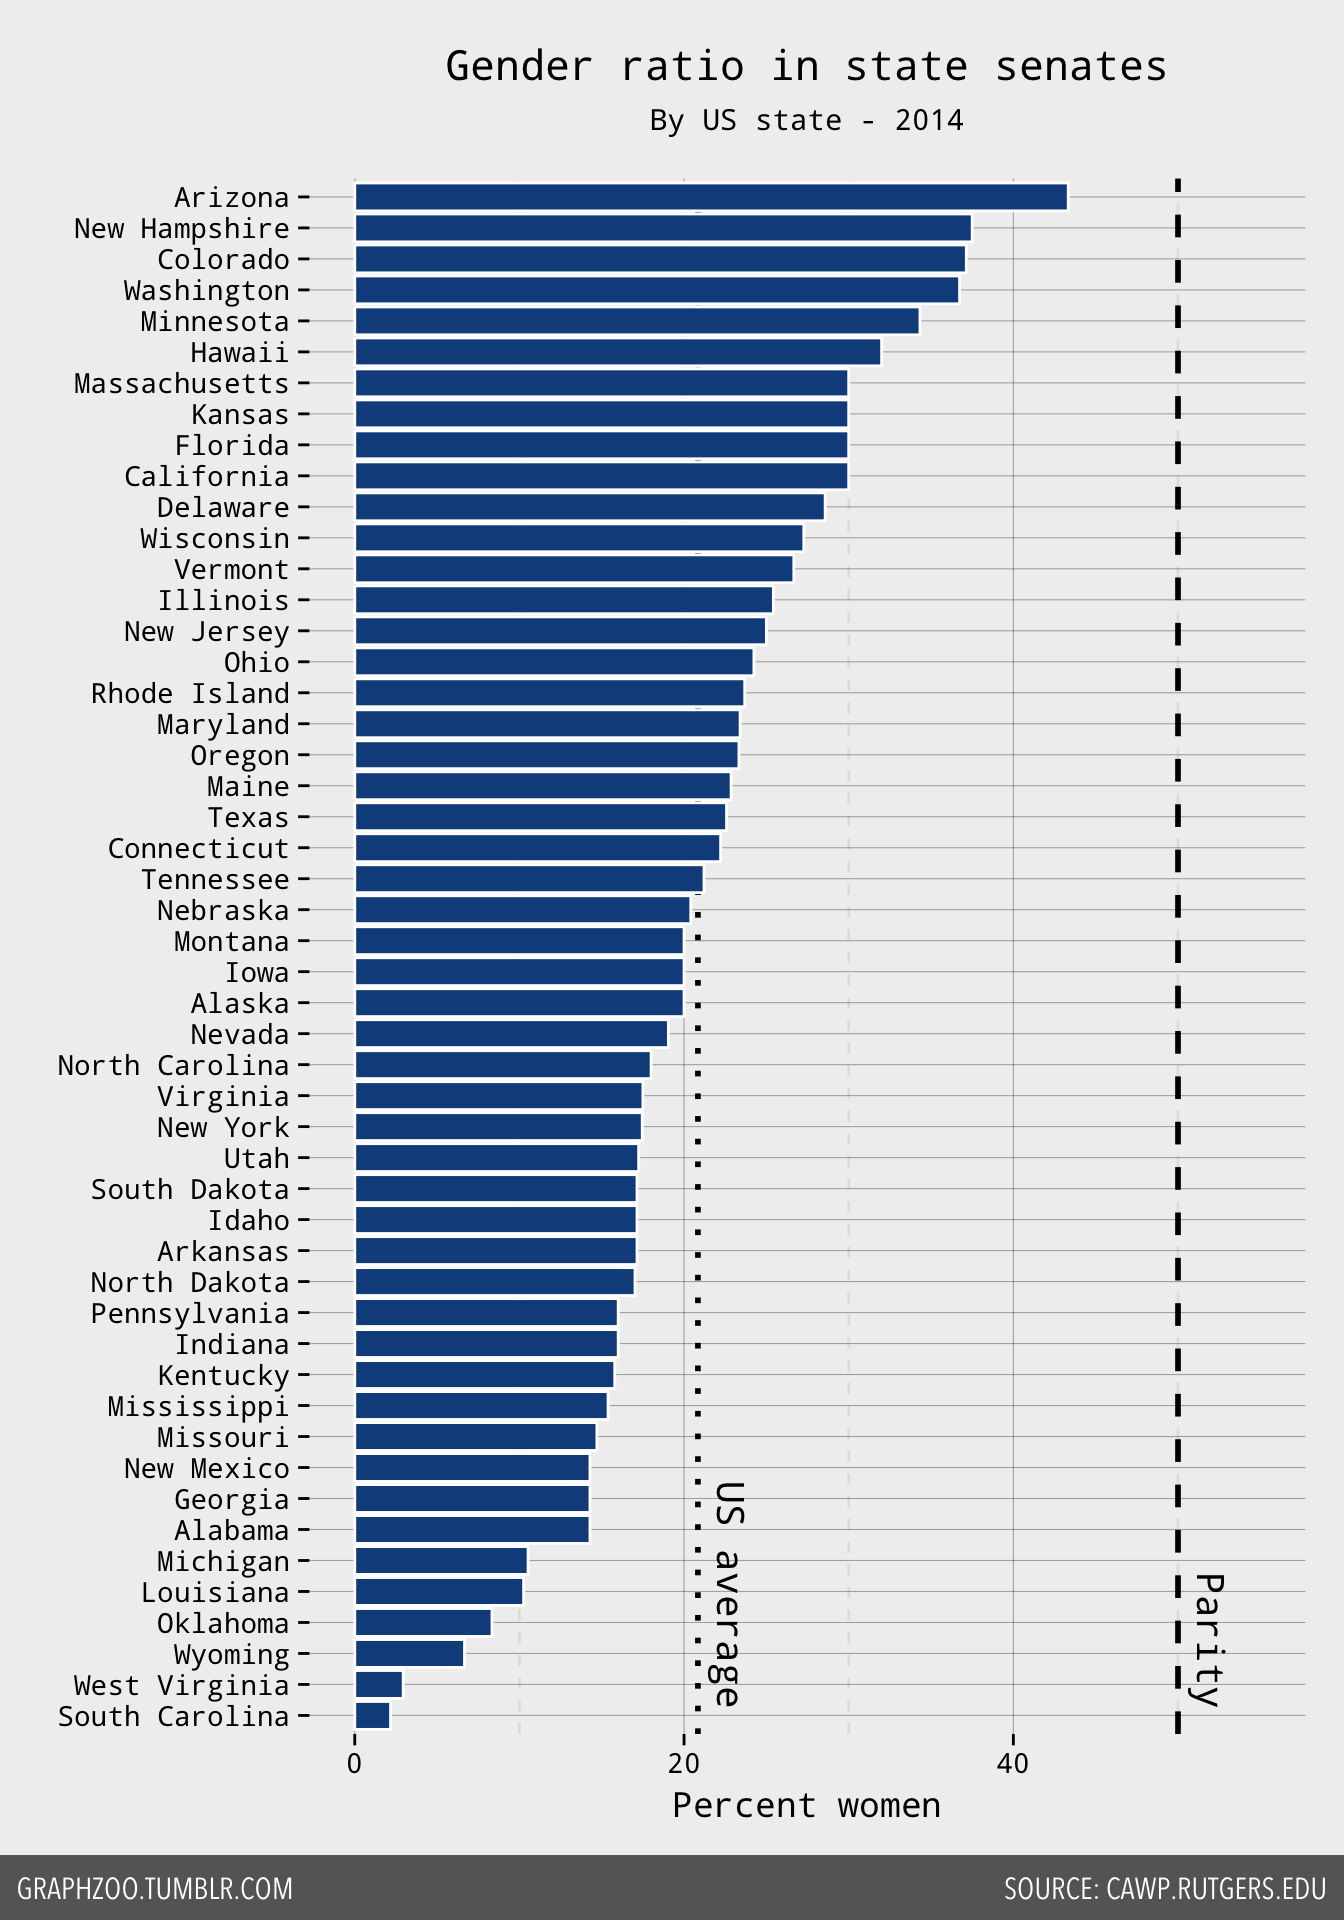 Gender ratio in state senates
By US state - 2014
Arizona
New Hampshire
Colorado
Washington
Minnesota
Hawaii
Massachusetts
Kansas
Florida
California
Delaware
Wisconsin
Vermont
Illinois
New Jersey
Ohio
Rhode Island
Maryland
Oregon
Maine
Texas
Connecticut
Tennessee
Nebraska
Montana
Iowa
Alaska
Nevada
North Carolina
Virginia
New York
Utah
South Dakota
Idaho
Arkansas
North Dakota
Pennsylvania
Indiana
Kentucky
Mississippi
Missouri
New Mexico
Georgia
Alabama
Michigan
Louisiana
Oklahoma
Wyoming
West Virginia
South Carolina
US average
Parity
0 20 40
Percent women
GRAPHZOO.TUMBLR.COM
SOURCE: CAWP.RUTGERS.EDU